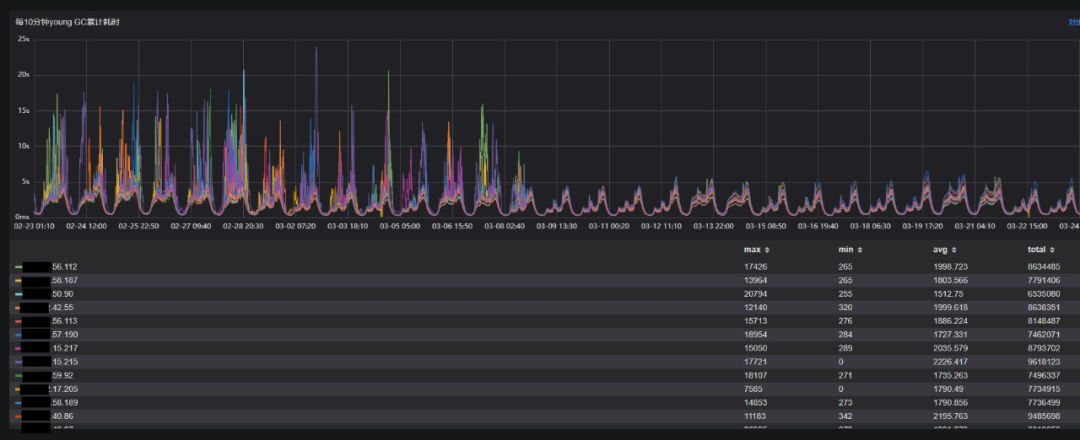 每10分钟young GC累计耗时
25s
20s
15s
10s
5s
0ms
02-23 01:10 02-24 12:00 02-25 22:50 02-27 09:40 02-28 20:30 03-02 07:20 03-03 18:10 03-05 05:00 03-06 15:50 03-08 02:40 03-09 13:30 03-11 00:20 03-12 11:10 03-13 22:00 03-15 08:50 03-16 19:40 03-18 06:30 03-19 17:20 03-21 04:10 03-22 15:00 03-24
max min avg total
.56.112 17426 265 1998.723 8634485
.58.187 13964 265 1803.566 7791406
.50.90 20794 255 1512.75 6535080
.42.55 12140 320 1999.618 8638351
.56.113 15713 276 1886.224 8148487
.57.190 18954 284 1727.331 7462071
.15.217 15050 289 2035.579 8793702
.15.215 17721 0 2226.417 9618123
.59.92 18107 271 1735.263 7496337
.17.205 7585 0 1790.49 7734915
.58.189 14853 273 1790.856 7736499
.40.86 11183 342 2195.763 9485698